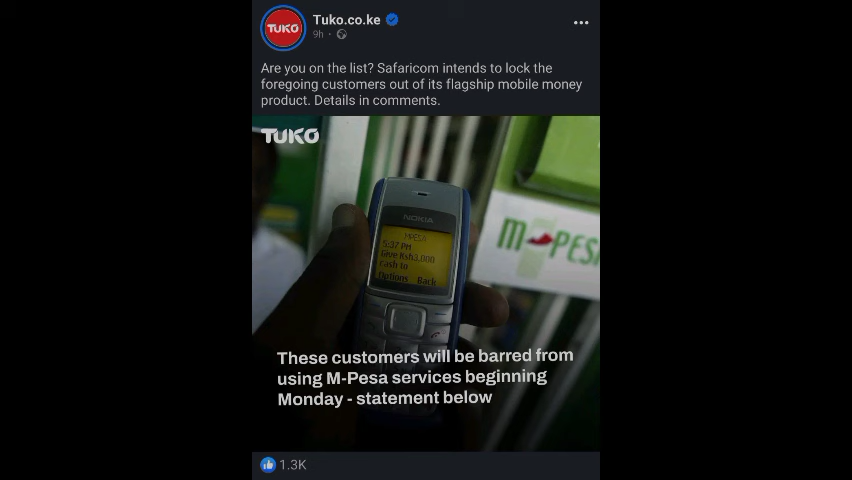 TUKO
Tuko.co.ke
9h ·
Are you on the list? Safaricom intends to lock the
foregoing customers out of its flagship mobile money
product. Details in comments.
TUKO
NOKIA
MPESA
5:37 PM
Give Ksh3,000
cash to
Options Back
M-PESA
These customers will be barred from
using M-Pesa services beginning
Monday - statement below
1.3K